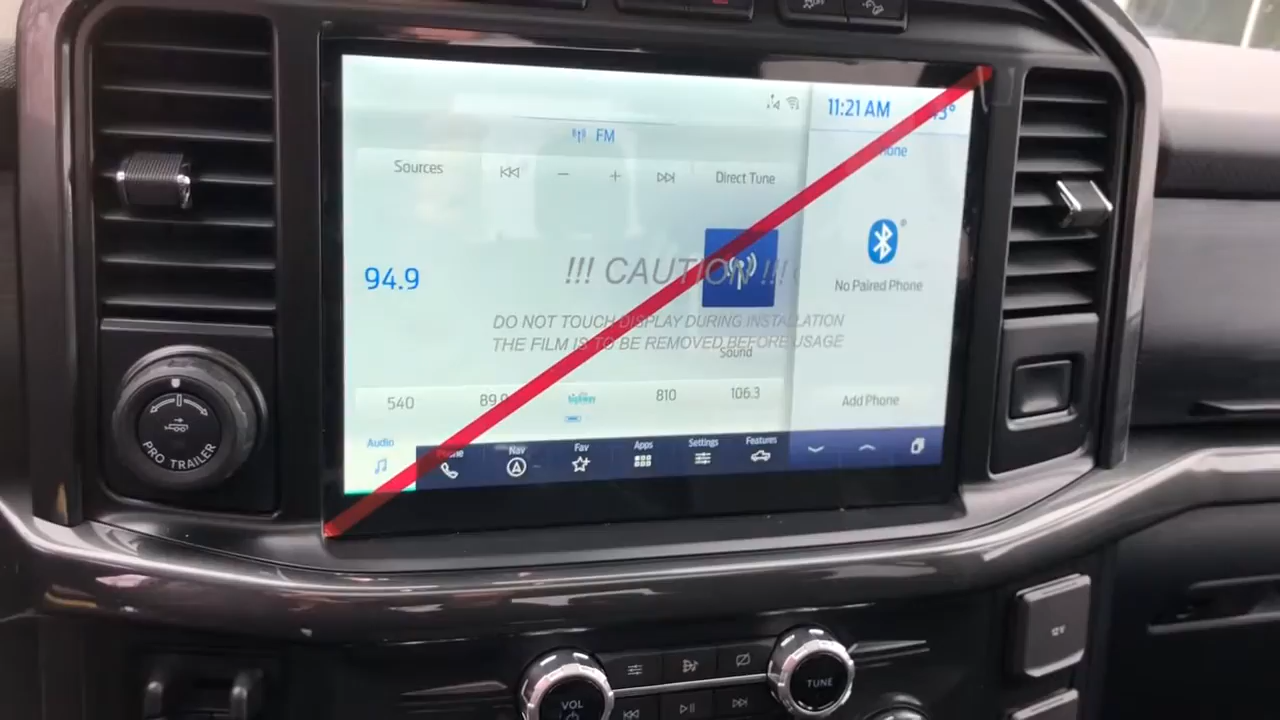 11:21 AM
FM
Sources
Direct Tune
94.9
!!! CAUTION !!!
No Paired Phone
DO NOT TOUCH DISPLAY DURING INSTALLATION
THE FILM IS TO BE REMOVED BEFORE USAGE
Sound
540
810
106.3
Add Phone
Audio
Phone
Nav
Fav
Apps
Settings
Features
PRO TRAILER
12V
VOL
TUNE